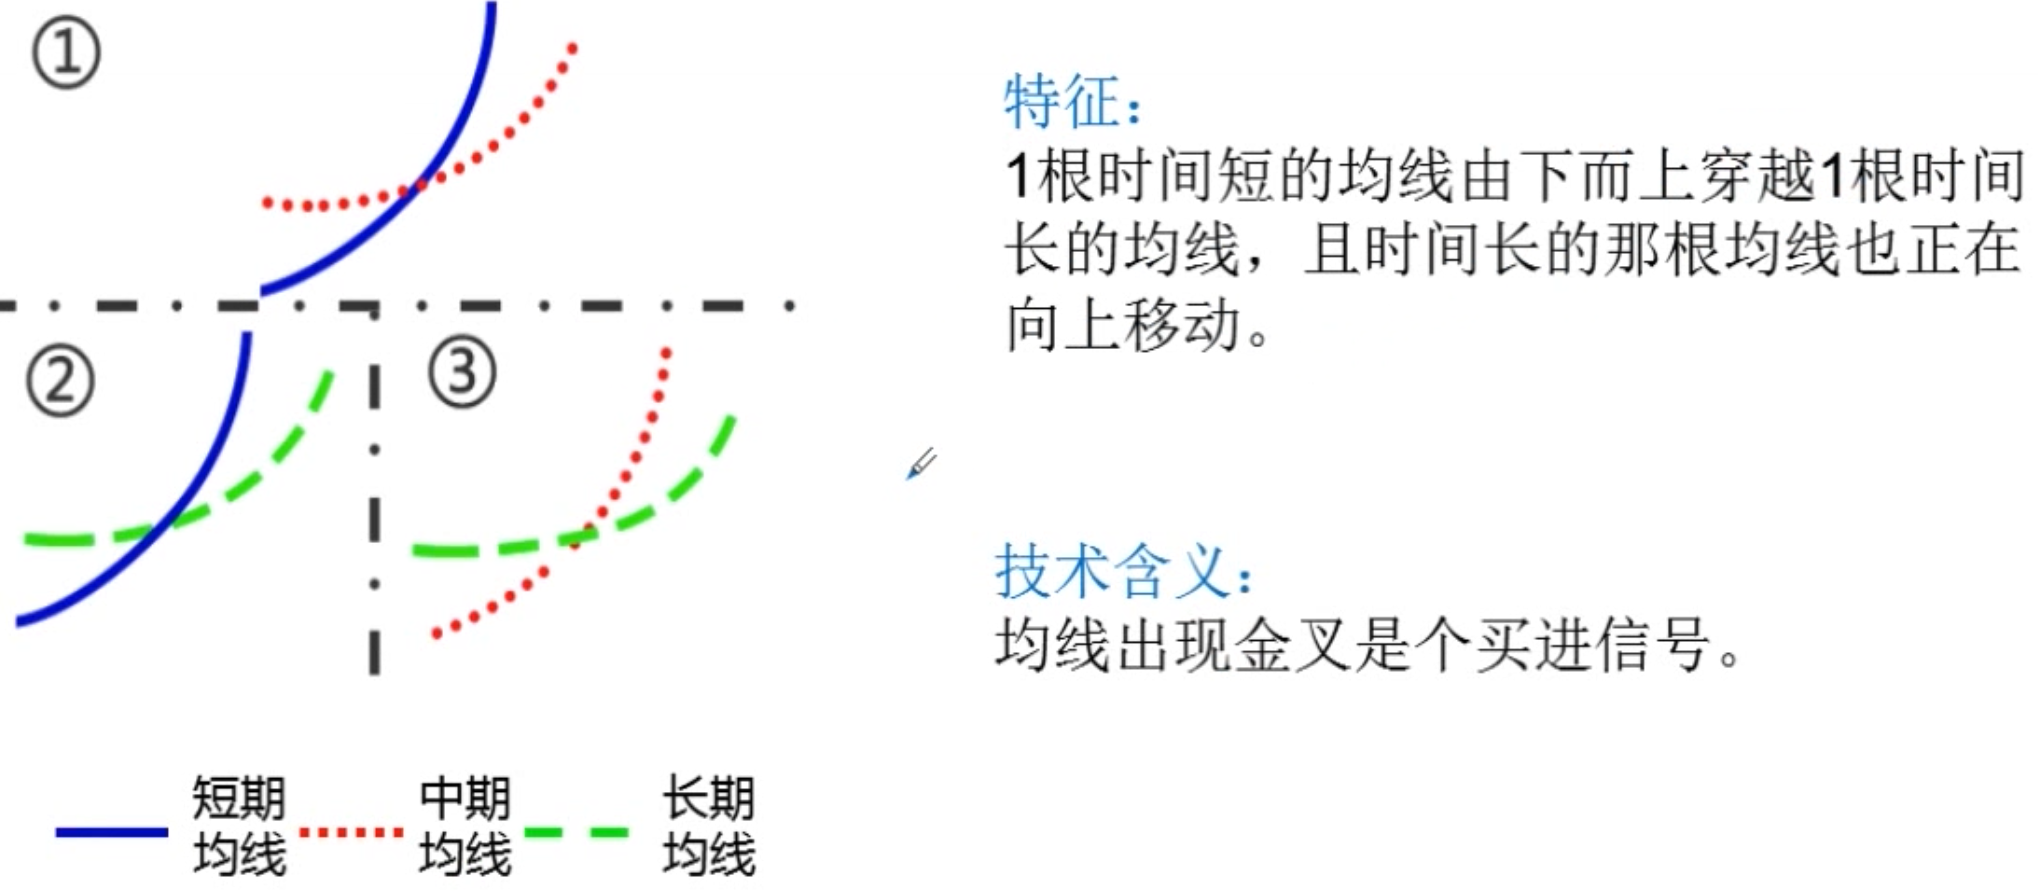 ①
特征：
1根时间短的均线由下而上穿越1根时间
长的均线，且时间长的那根均线也正在
向上移动。
②
③
技术含义：
均线出现金叉是个买进信号。
短期
均线
中期
均线
长期
均线